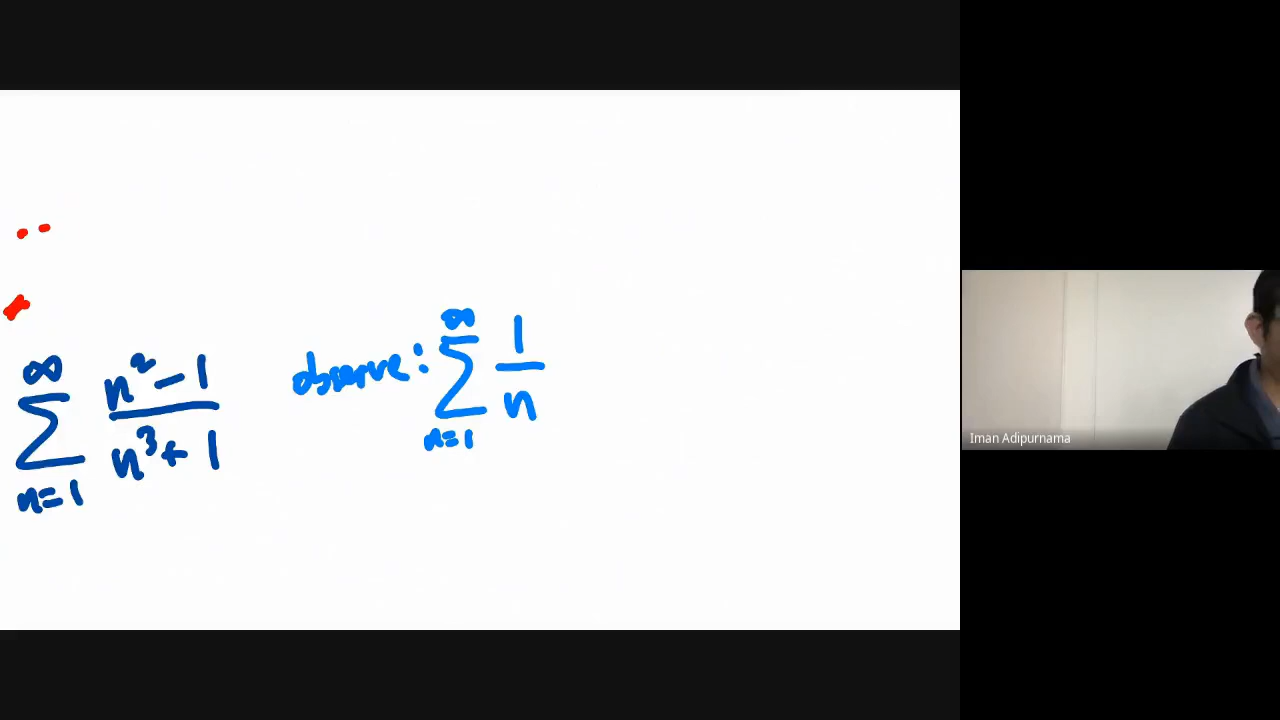 ∞ ∑ n=1 n²-1 / n³+1
observe: ∞ ∑ n=1 1 / n
Iman Adipurnama